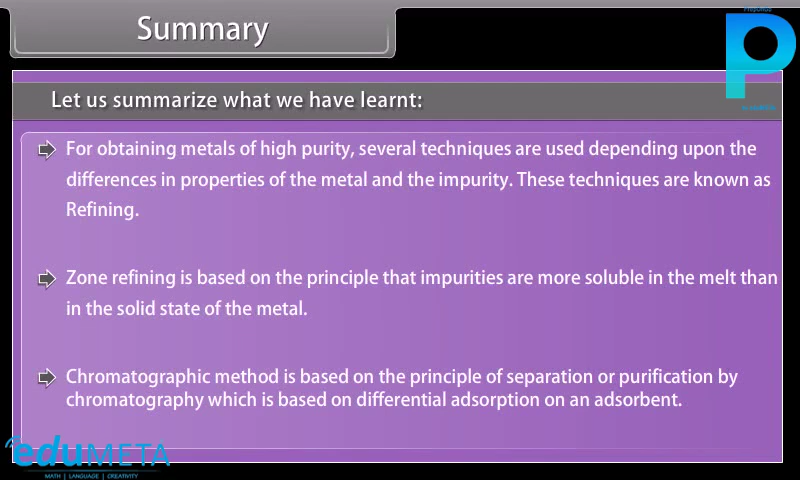 Summary
Let us summarize what we have learnt:
For obtaining metals of high purity, several techniques are used depending upon the
differences in properties of the metal and the impurity. These techniques are known as
Refining.
Zone refining is based on the principle that impurities are more soluble in the melt than
in the solid state of the metal.
Chromatographic method is based on the principle of separation or purification by
chromatography which is based on differential adsorption on an adsorbent.
eduMETA
MATH | LANGUAGE | CREATIVITY